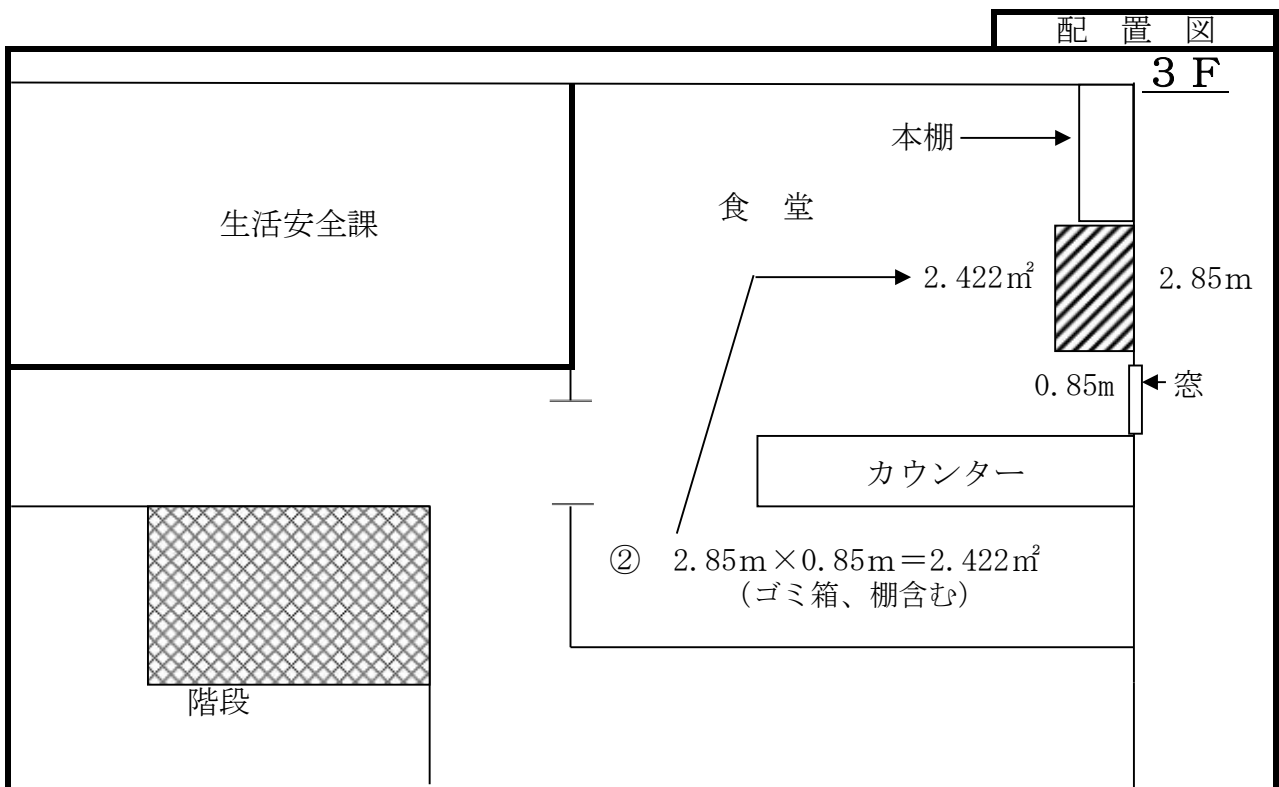 配 置 図
３Ｆ
本棚
食 堂
生活安全課
2.422㎡
2.85m
0.85m
窓
カウンター
② 2.85m×0.85m＝2.422㎡
（ゴミ箱、棚含む）
階段